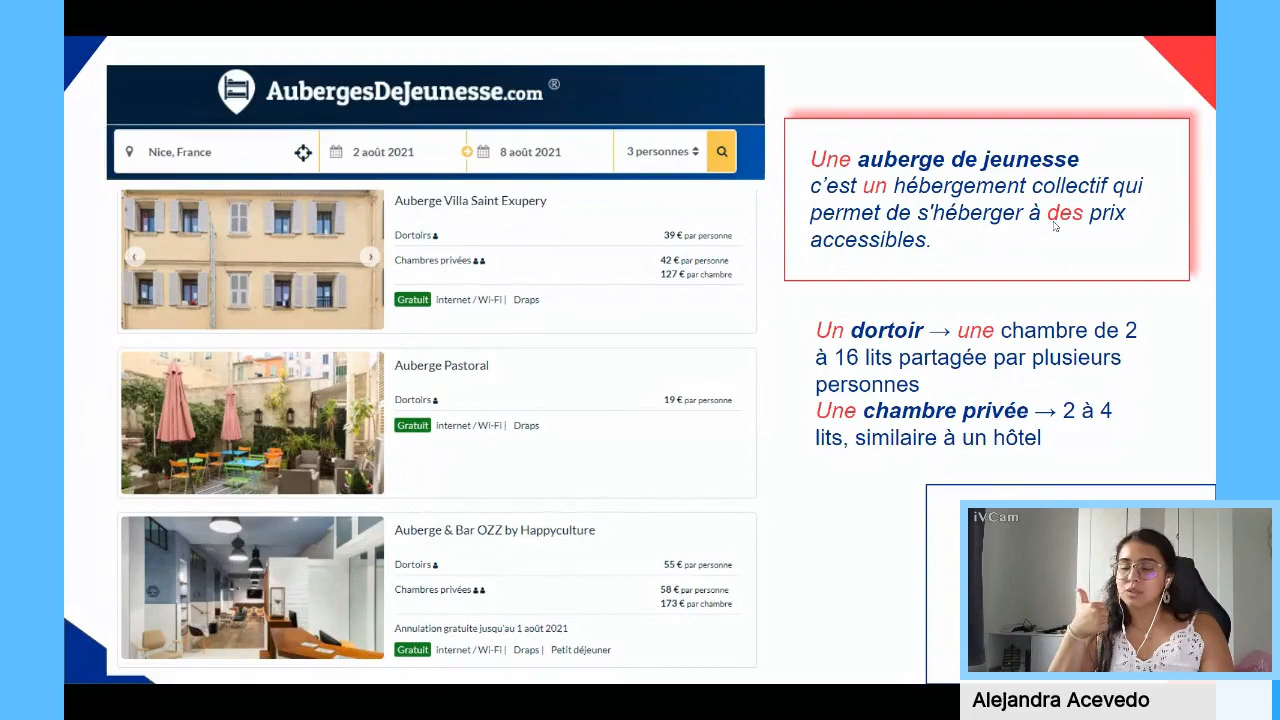 AubergesDeJeunesse.com ®
Nice, France 2 août 2021 8 août 2021 3 personnes
Auberge Villa Saint Exupery
Dortoirs 39 € par personne
Chambres privées 42 € par personne
127 € par chambre
Gratuit Internet / Wi-Fi | Draps
Auberge Pastoral
Dortoirs 19 € par personne
Gratuit Internet / Wi-Fi | Draps
Auberge & Bar OZZ by Happyculture
Dortoirs 55 € par personne
Chambres privées 58 € par personne
173 € par chambre
Annulation gratuite jusqu'au 1 août 2021
Gratuit Internet / Wi-Fi | Draps | Petit déjeuner
Une auberge de jeunesse
c’est un hébergement collectif qui
permet de s'héberger à des prix
accessibles.
Un dortoir → une chambre de 2
à 16 lits partagée par plusieurs
personnes
Une chambre privée → 2 à 4
lits, similaire à un hôtel
iVCam
Alejandra Acevedo